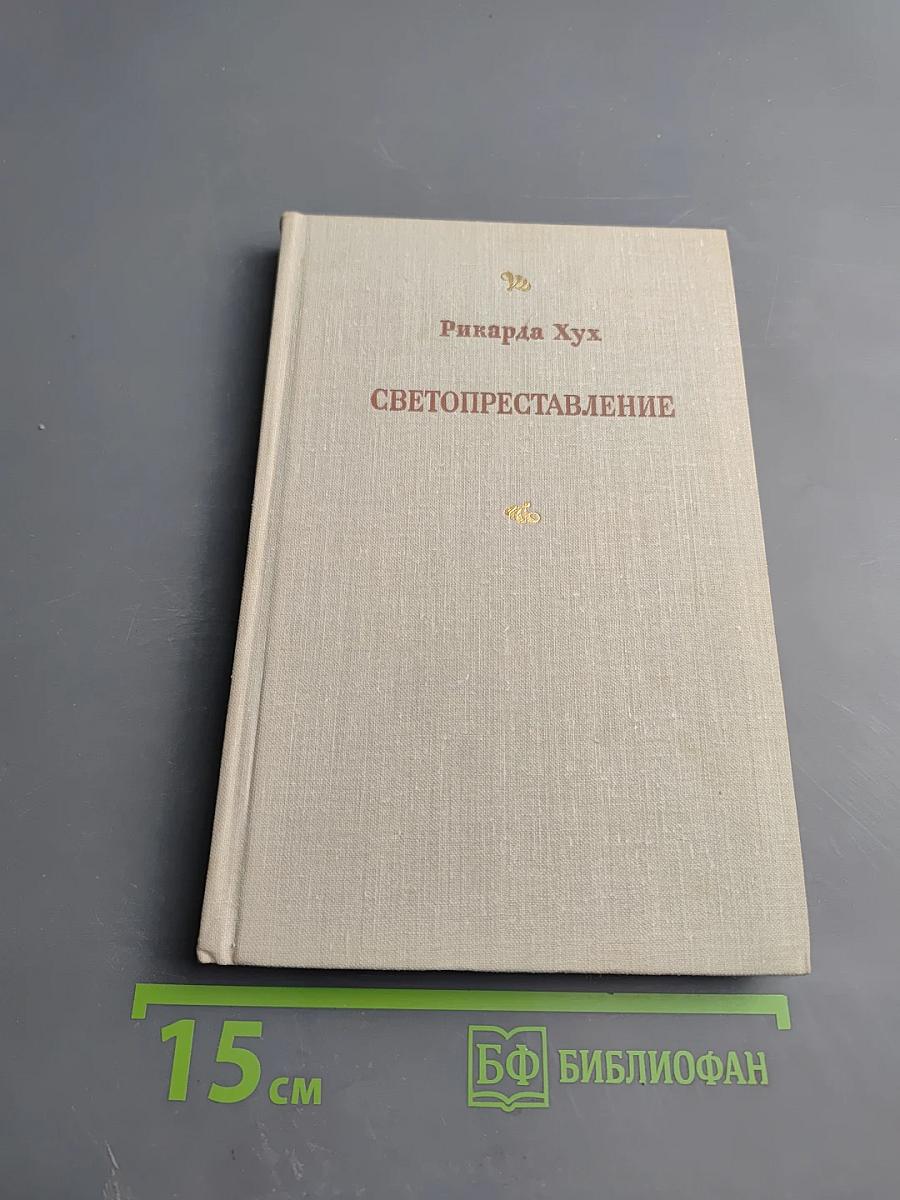 Рикарда Хух
СВЕТОПРЕСТАВЛЕНИЕ
15 см
БФ БИБЛИОФАН